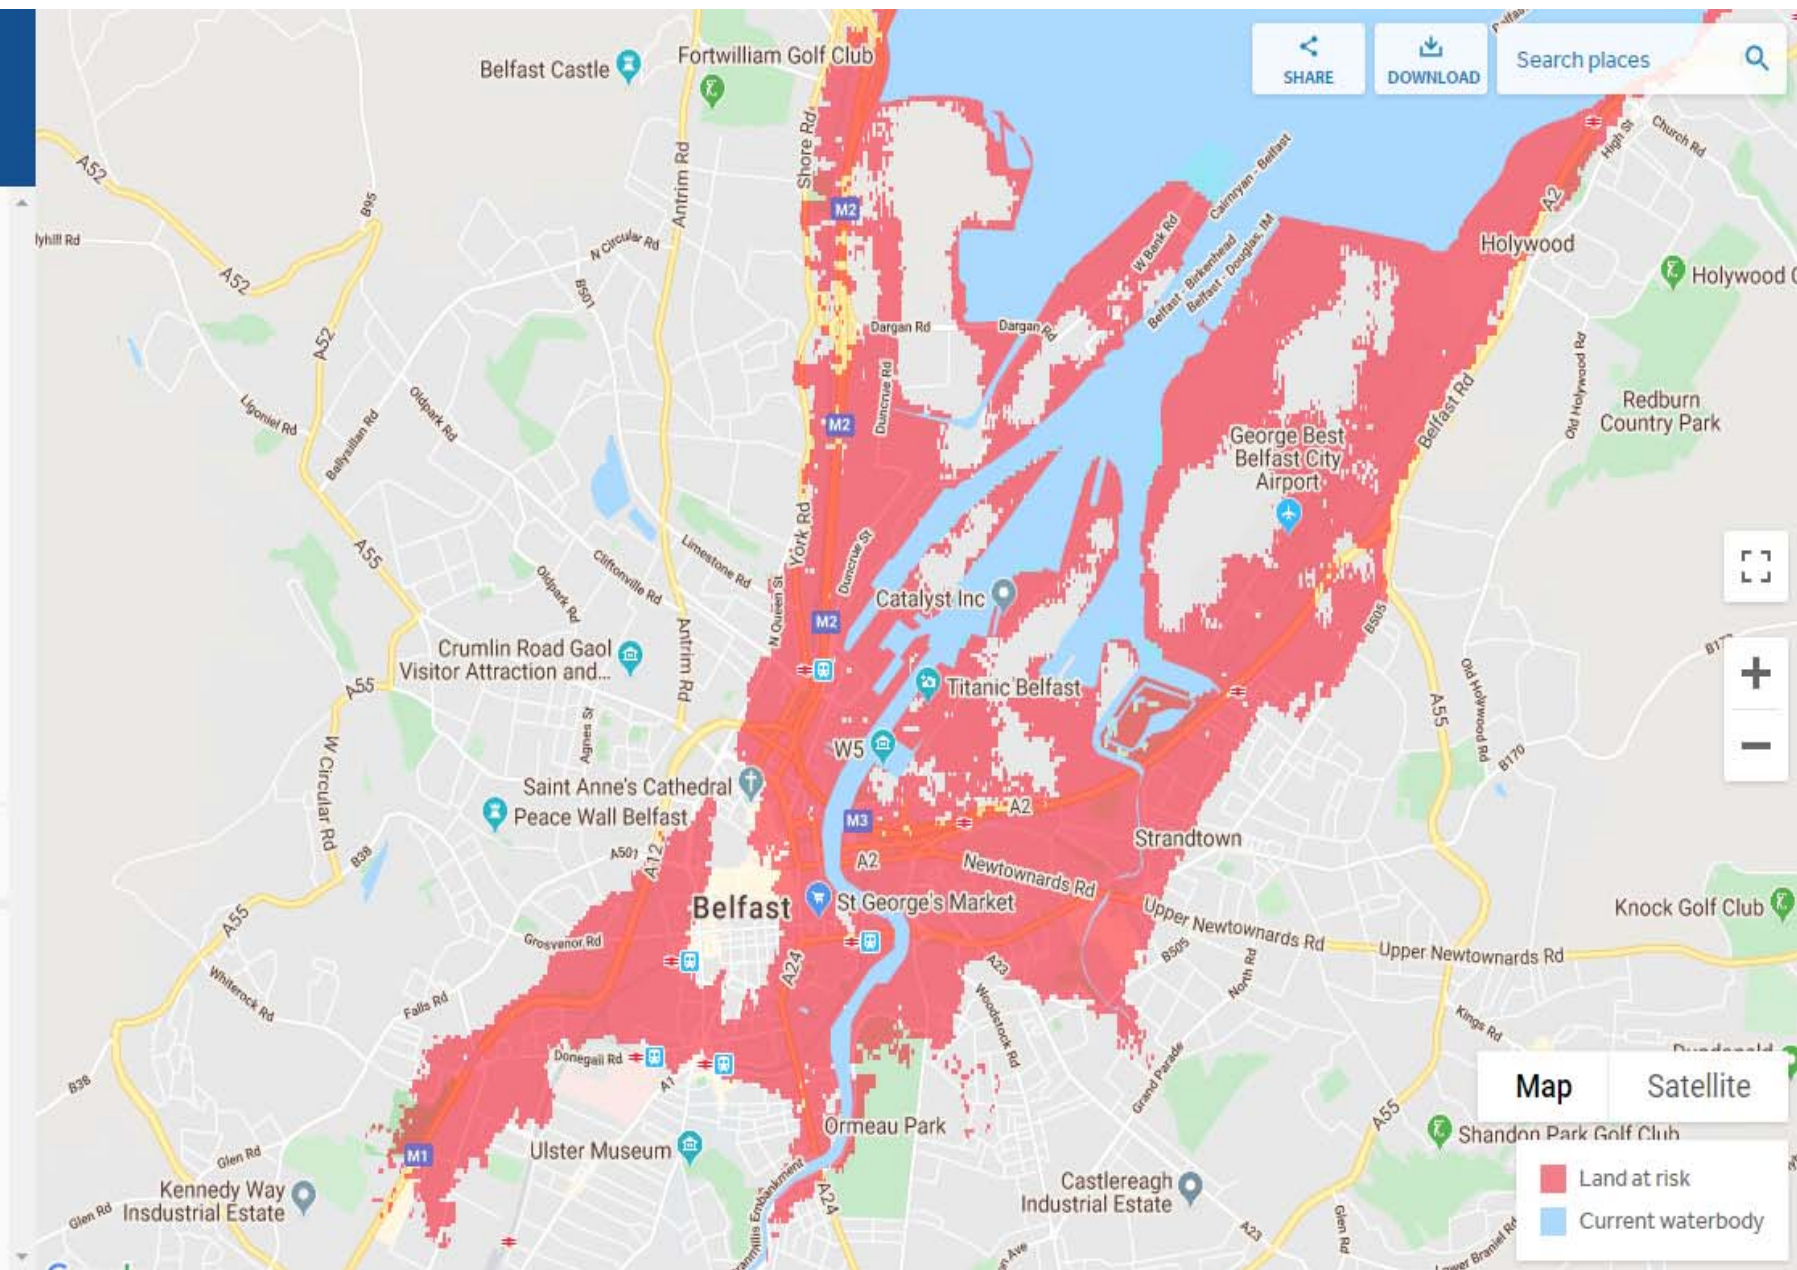 Belfast Castle
Fortwilliam Golf Club
SHARE
DOWNLOAD
Search places
A52
B95
Antrim Rd
Shore Rd
M2
Cairnryan - Belfast
Church Rd
High St
A2
lyhill Rd
N Circular Rd
W Bank Rd
Belfast - Birkenhead
Belfast - Douglas, IM
Holywood
A52
B501
Holywood
Dargan Rd
Dargan Rd
A52
Oldpark Rd
Ligoniel Rd
Ballysillan Rd
Duncrue Rd
M2
Belfast Rd
Old Holywood Rd
Redburn
Country Park
George Best
Belfast City
Airport
A55
York Rd
Limestone Rd
Duncrue St
Cliftonville Rd
Oldpark Rd
N Queen St
Catalyst Inc
M2
B505
Crumlin Road Gaol
Visitor Attraction and...
Antrim Rd
A55
Titanic Belfast
A55
Old Holywood Rd
W Circular Rd
Agnes St
W5
B170
Saint Anne's Cathedral
Peace Wall Belfast
M3
A2
Strandtown
B38
A501
A12
A2
Newtownards Rd
Belfast
St George's Market
Upper Newtownards Rd
Upper Newtownards Rd
Knock Golf Club
A55
Grosvenor Rd
B505
A24
A23
North Rd
Whiterock Rd
Falls Rd
Woodstock Rd
Kings Rd
Donegall Rd
A1
Grand Parade
Map
Satellite
B38
Ormeau Park
A55
Shandon Park Golf Club
M1
Glen Rd
Ulster Museum
Kennedy Way
Insdustrial Estate
Castlereagh
Industrial Estate
Land at risk
Current waterbody
Glen Rd
A24
A23
Glen Rd